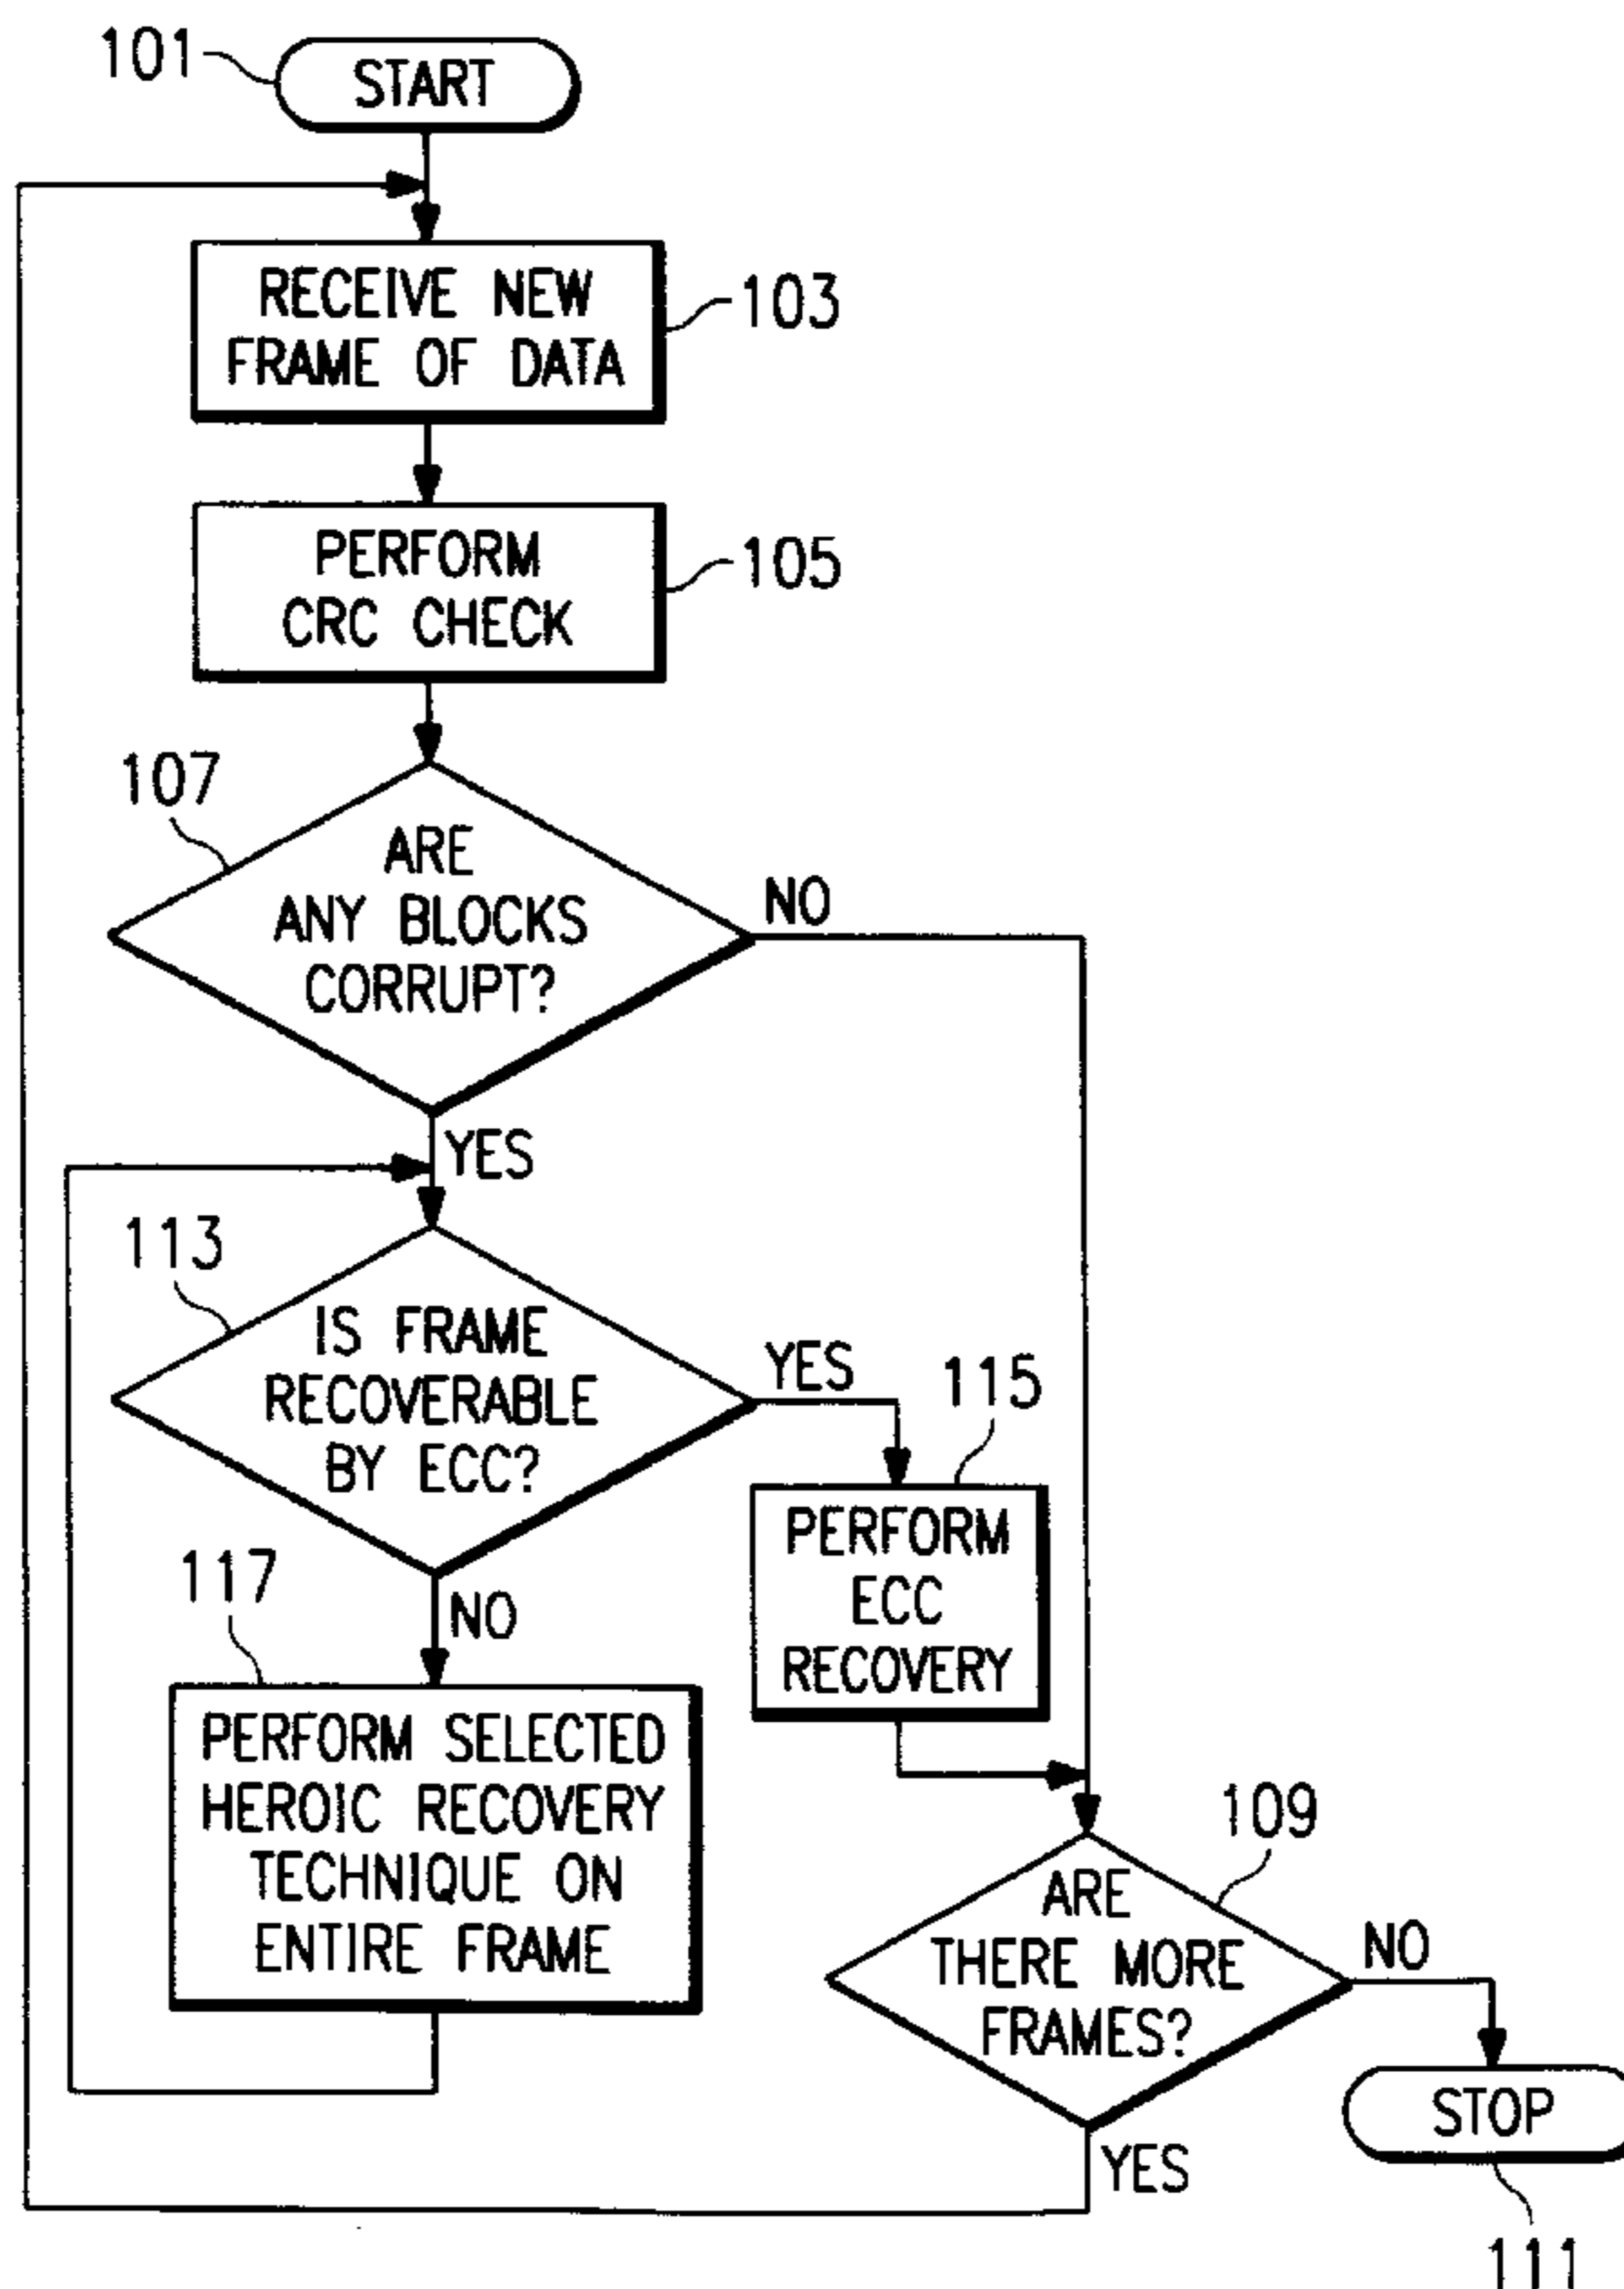 101
START
RECEIVE NEW
FRAME OF DATA
103
PERFORM
CRC CHECK
105
107
ARE
ANY BLOCKS
CORRUPT?
NO
YES
113
IS FRAME
RECOVERABLE
BY ECC?
YES
115
PERFORM
ECC
RECOVERY
NO
117
PERFORM SELECTED
HEROIC RECOVERY
TECHNIQUE ON
ENTIRE FRAME
109
ARE
THERE MORE
FRAMES?
NO
STOP
YES
111